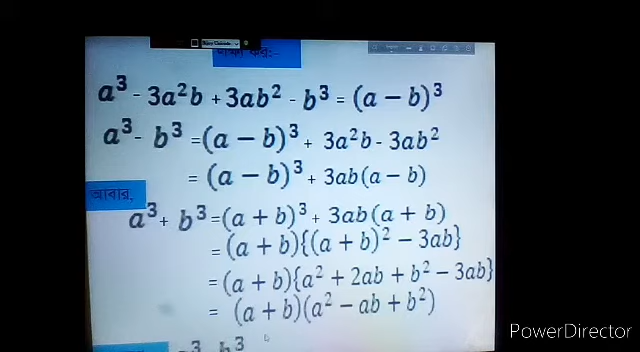 a³ - 3a²b + 3ab² - b³ = (a − b)³
a³- b³ =(a − b)³ + 3a²b- 3ab²
= (a − b)³ + 3ab(a − b)
আবার,
a³+ b³=(a + b)³+ 3ab(a + b)
= (a + b){(a + b)² − 3ab}
= (a + b){a² + 2ab + b² − 3ab}
= (a + b)(a² − ab + b²)
PowerDirector